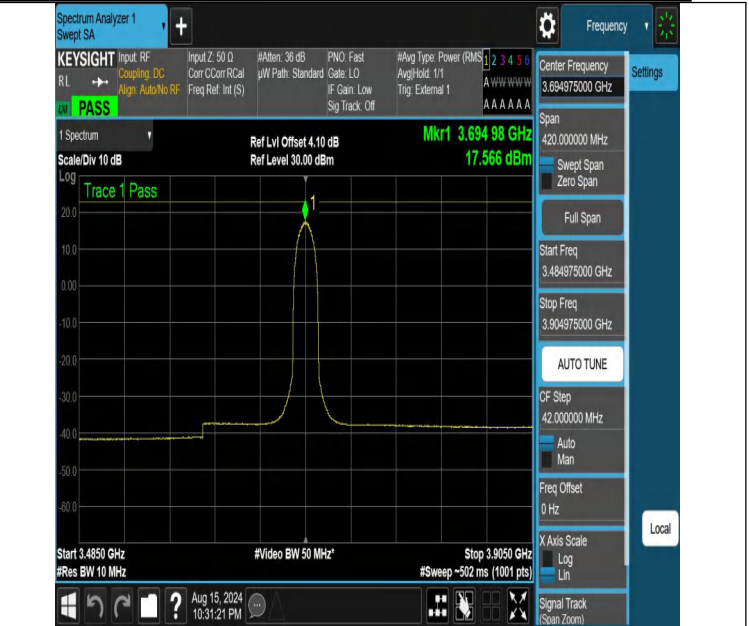 Spectrum Analyzer 1
Swept SA
+
Frequency
KEYSIGHT
RL
LXI
PASS
Input: RF
Coupling: DC
Align: Auto/No RF
Input Z: 50 Ω
Corr CCorr RCal
Freq Ref: Int (S)
#Atten: 36 dB
µW Path: Standard
PNO: Fast
Gate: LO
IF Gain: Low
Sig Track: Off
#Avg Type: Power (RMS
Avg|Hold: 1/1
Trig: External 1
1 2 3 4 5 6
A W W W W W
A A A A A A
1 Spectrum
Scale/Div 10 dB
Ref Lvl Offset 4.10 dB
Ref Level 30.00 dBm
Mkr1 3.694 98 GHz
17.566 dBm
Log
Trace 1 Pass
1
20.0
10.0
0.00
-10.0
-20.0
-30.0
-40.0
-50.0
-60.0
Start 3.4850 GHz
#Res BW 10 MHz
#Video BW 50 MHz*
Stop 3.9050 GHz
#Sweep ~502 ms (1001 pts)
Center Frequency
3.694975000 GHz
Settings
Span
420.000000 MHz
Swept Span
Zero Span
Full Span
Start Freq
3.484975000 GHz
Stop Freq
3.904975000 GHz
AUTO TUNE
CF Step
42.000000 MHz
Auto
Man
Freq Offset
0 Hz
X Axis Scale
Log
Lin
Local
Signal Track
(Span Zoom)
?
Aug 15, 2024
10:31:21 PM